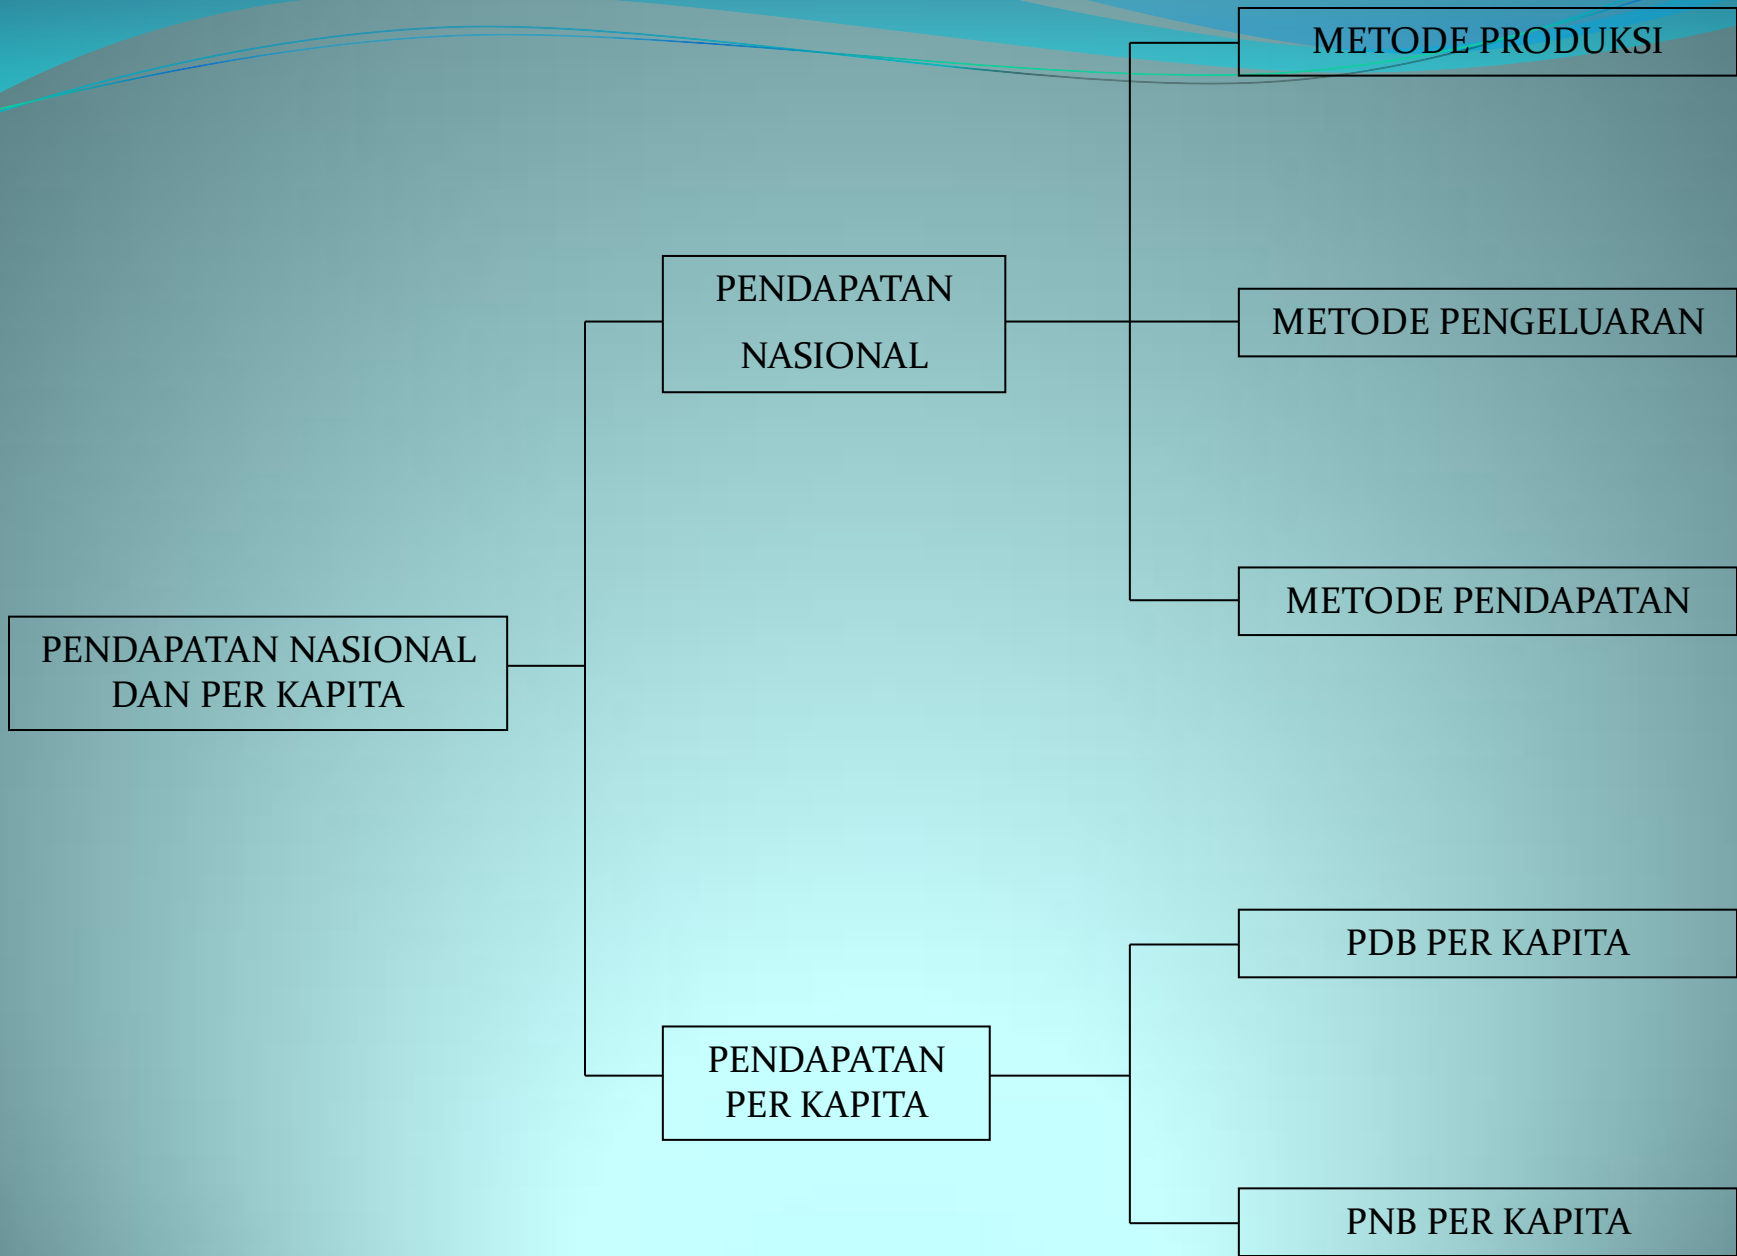 METODE PRODUKSI
PENDAPATAN
NASIONAL
METODE PENGELUARAN
METODE PENDAPATAN
PENDAPATAN NASIONAL
DAN PER KAPITA
PDB PER KAPITA
PENDAPATAN
PER KAPITA
PNB PER KAPITA